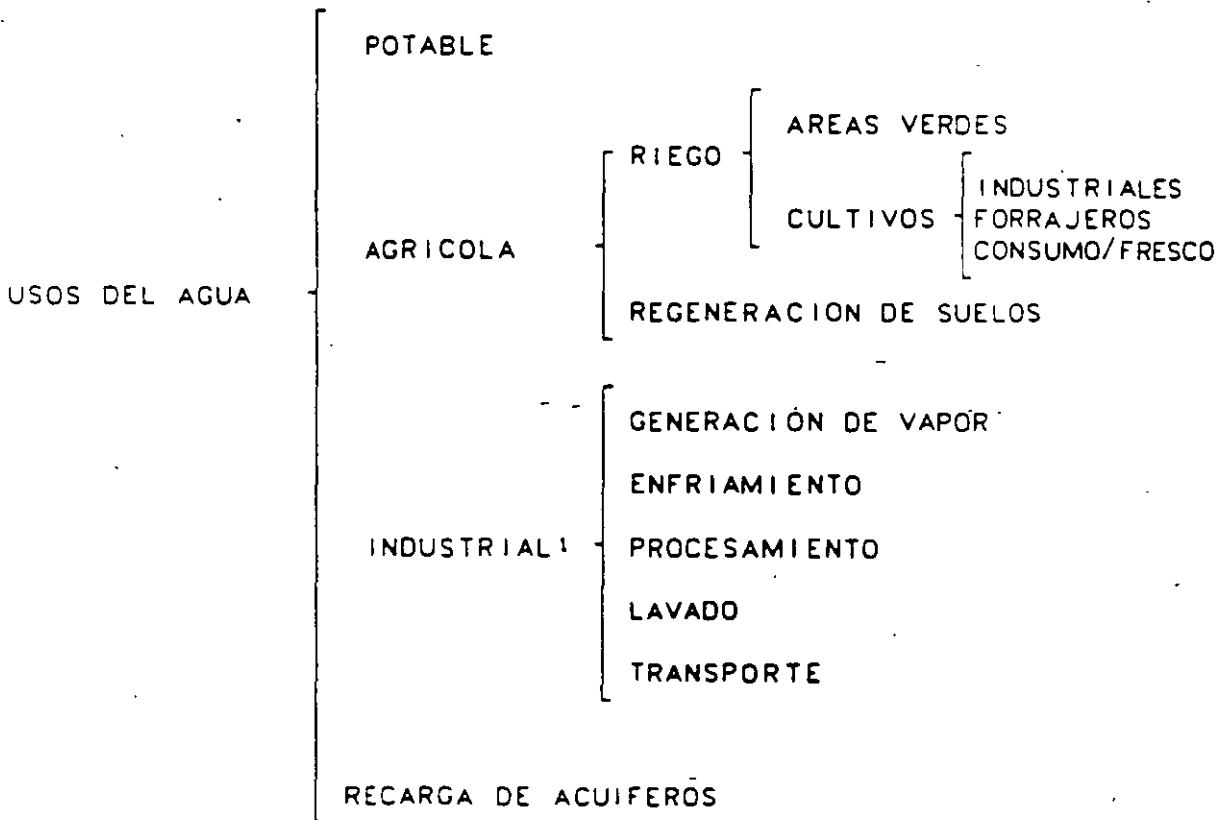 POTABLE
AREAS VERDES
RIEGO
INDUSTRIALES
CULTIVOS
FORRAJEROS
AGRICOLA
CONSUMO/FRESCO
USOS DEL AGUA
REGENERACION DE SUELOS
GENERACIÓN DE VAPOR
ENFRIAMIENTO
INDUSTRIAL¹
PROCESAMIENTO
LAVADO
TRANSPORTE
RECARGA DE ACUIFEROS